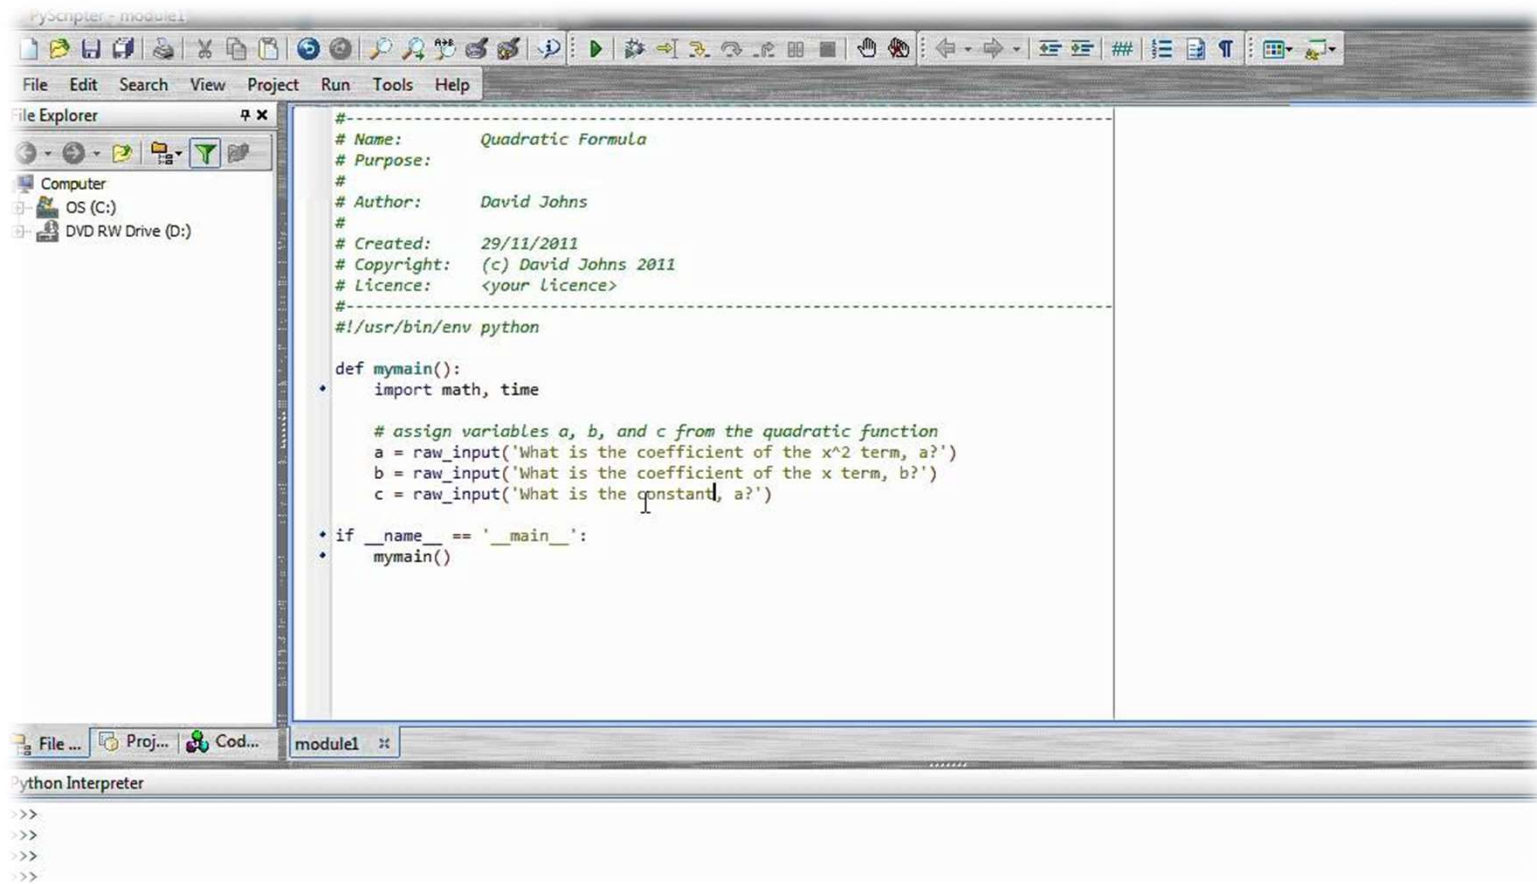 PyScripter - module1
File Edit Search View Project Run Tools Help
File Explorer
Computer
OS (C:)
DVD RW Drive (D:)
#--------------------------------------------------------------------------------
# Name: Quadratic Formula
# Purpose:
#
# Author: David Johns
#
# Created: 29/11/2011
# Copyright: (c) David Johns 2011
# Licence: <your licence>
#--------------------------------------------------------------------------------
#!/usr/bin/env python
def mymain():
import math, time
# assign variables a, b, and c from the quadratic function
a = raw_input('What is the coefficient of the x^2 term, a?')
b = raw_input('What is the coefficient of the x term, b?')
c = raw_input('What is the constant, a?')
if __name__ == '__main__':
mymain()
File ... Proj... Cod...
module1
Python Interpreter
>>>
>>>
>>>
>>>